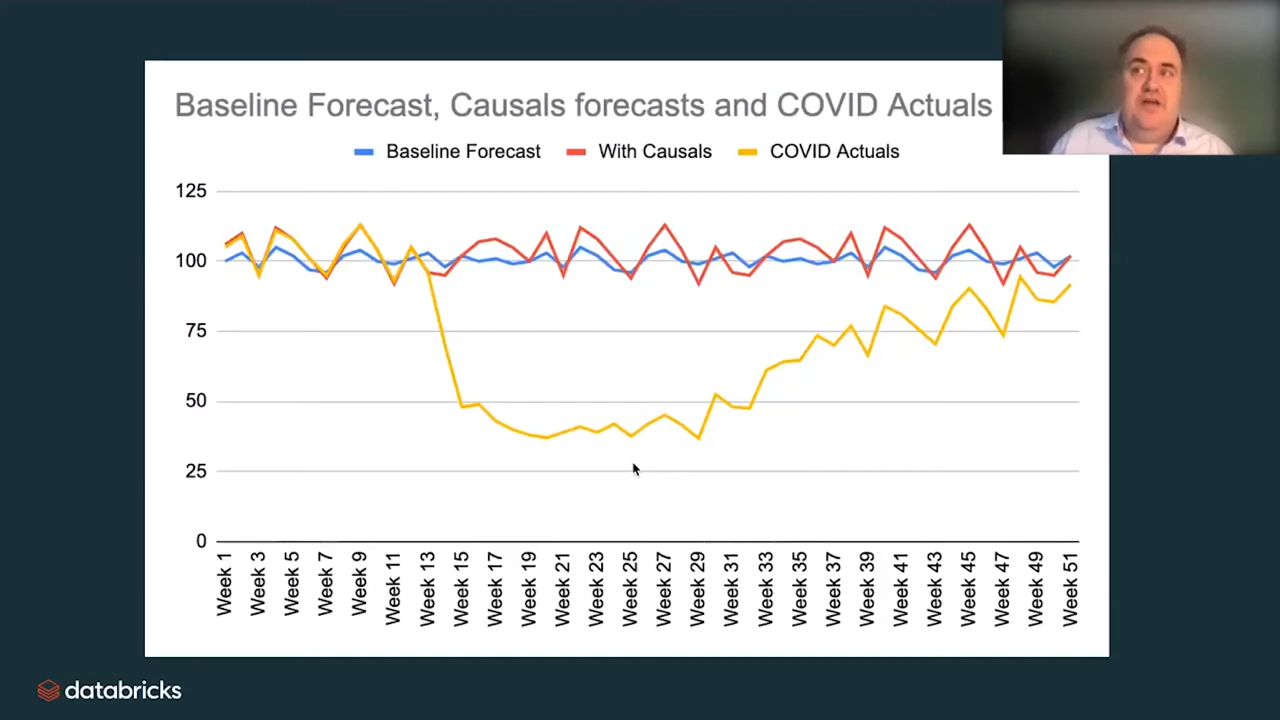 Baseline Forecast, Causals forecasts and COVID Actuals
Baseline Forecast With Causals COVID Actuals
125
100
75
50
25
0
Week 1 Week 3 Week 5 Week 7 Week 9 Week 11 Week 13 Week 15 Week 17 Week 19 Week 21 Week 23 Week 25 Week 27 Week 29 Week 31 Week 33 Week 35 Week 37 Week 39 Week 41 Week 43 Week 45 Week 47 Week 49 Week 51
databricks